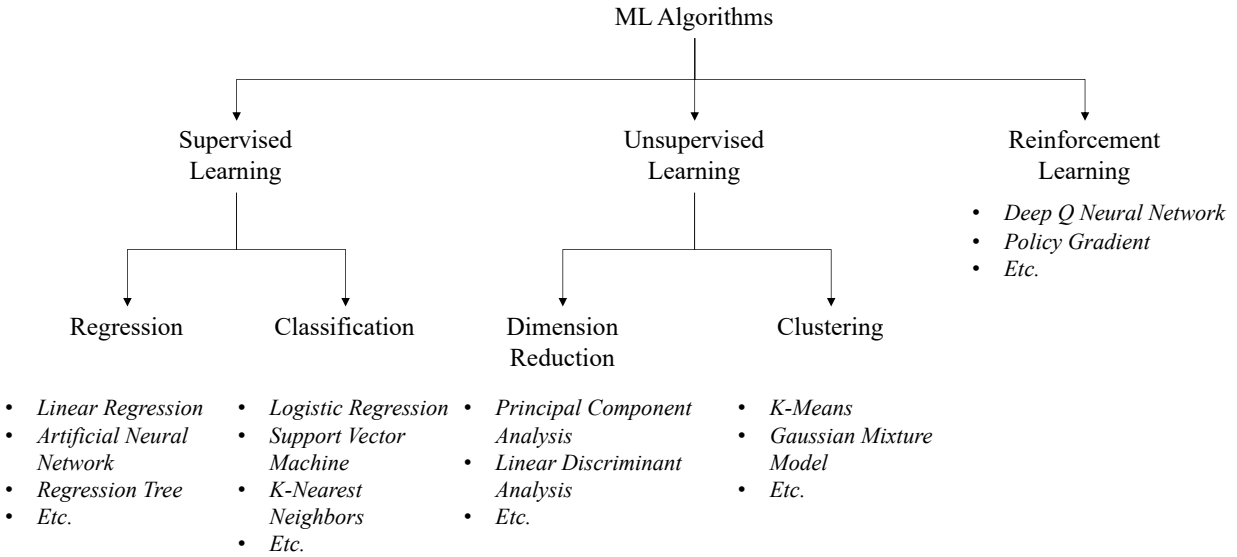 ML Algorithms
Supervised
Learning
Unsupervised
Learning
Reinforcement
Learning
• Deep Q Neural Network
• Policy Gradient
• Etc.
Regression
Classification
Dimension
Reduction
Clustering
• Linear Regression
• Artificial Neural
Network
• Regression Tree
• Etc.
• Logistic Regression
• Support Vector
Machine
• K-Nearest
Neighbors
• Etc.
• Principal Component
Analysis
• Linear Discriminant
Analysis
• Etc.
• K-Means
• Gaussian Mixture
Model
• Etc.